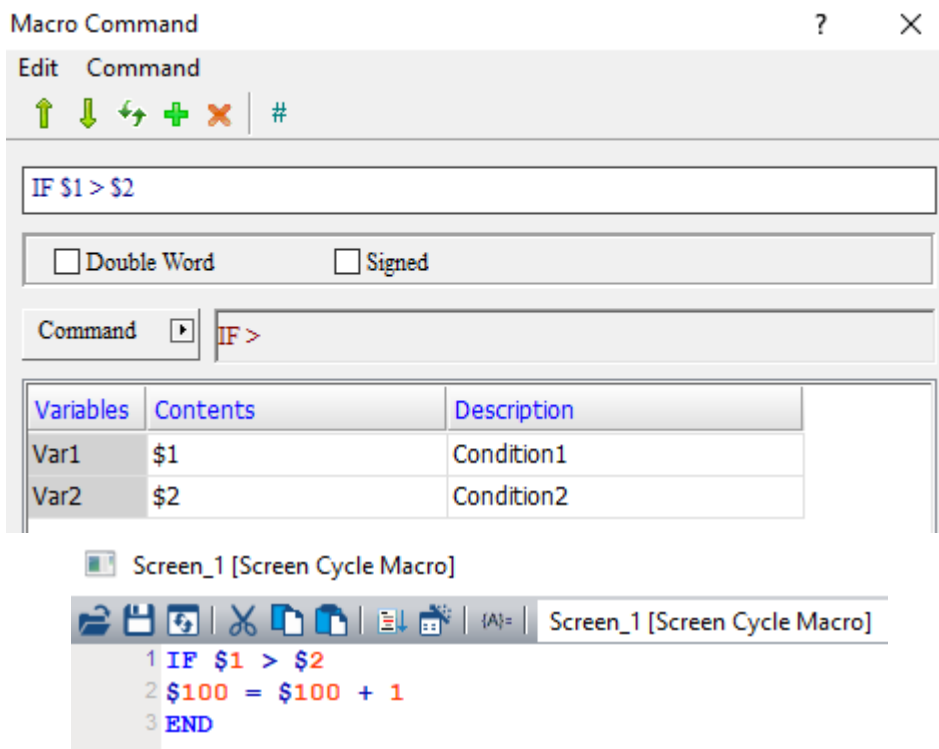 Macro Command ?
Edit Command
#
IF $1 > $2
Double Word Signed
Command IF >
Variables Contents Description
Var1 $1 Condition1
Var2 $2 Condition2
Screen_1 [Screen Cycle Macro]
{A}= Screen_1 [Screen Cycle Macro]
1 IF $1 > $2
2 $100 = $100 + 1
3 END